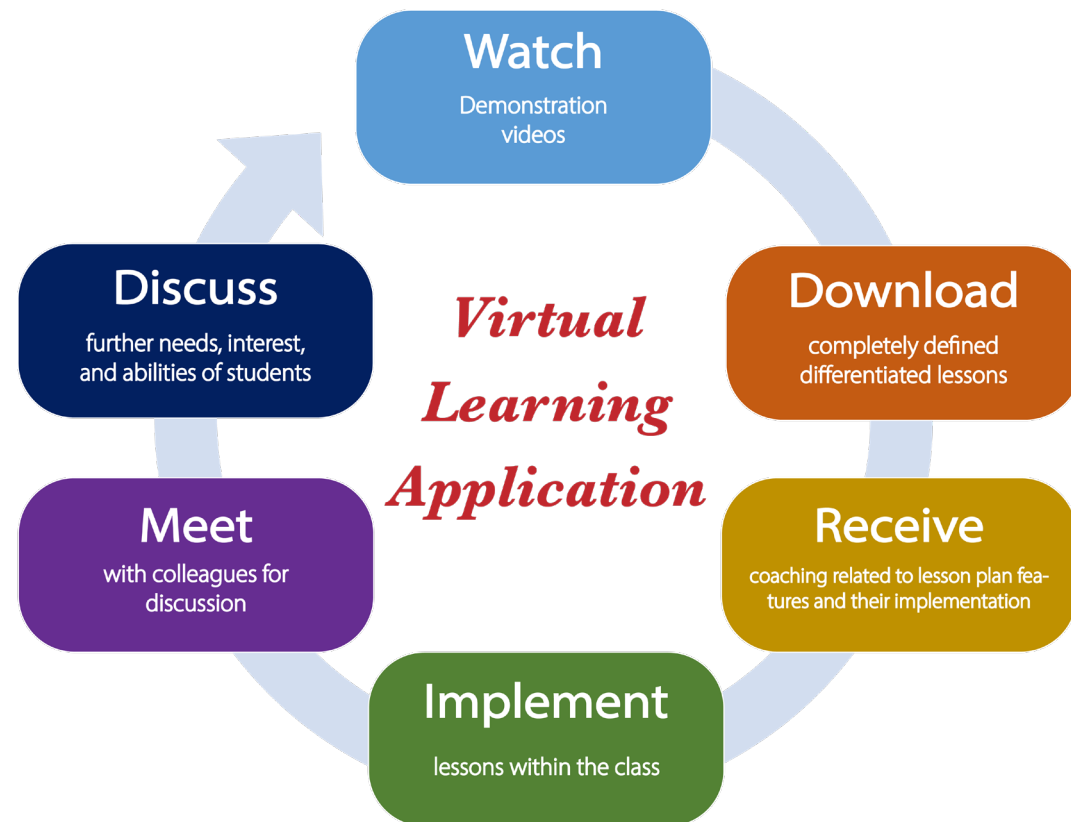 Watch
Demonstration
videos
Download
completely defined
differentiated lessons
Receive
coaching related to lesson plan fea-
tures and their implementation
Implement
lessons within the class
Meet
with colleagues for
discussion
Discuss
further needs, interest,
and abilities of students
Virtual
Learning
Application